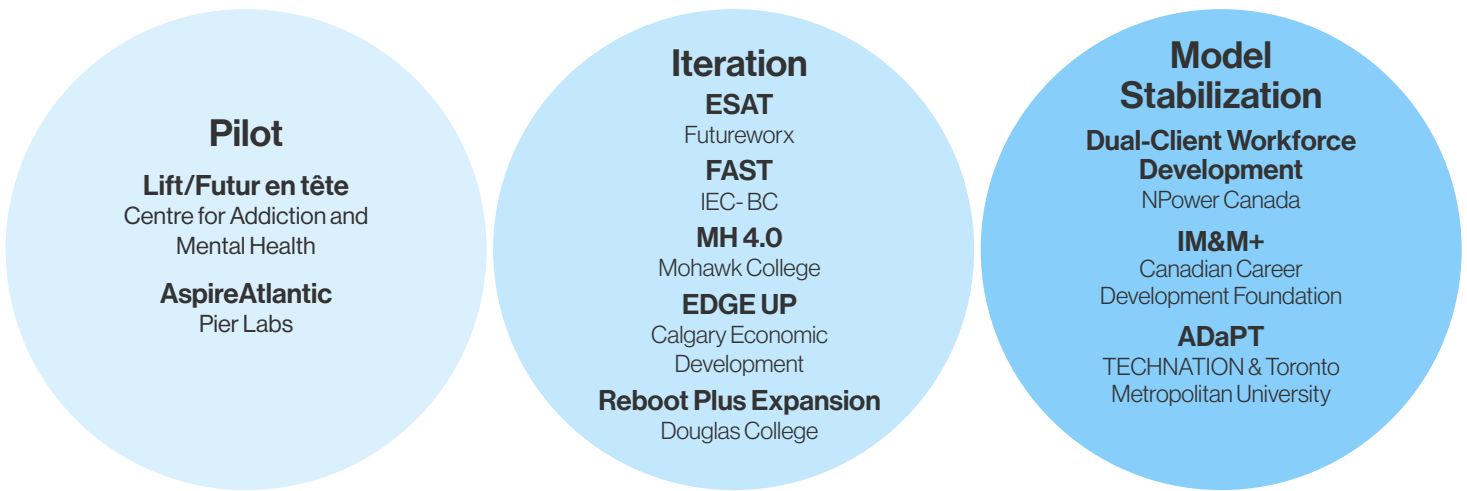 Pilot
Lift/Futur en tête
Centre for Addiction and
Mental Health
AspireAtlantic
Pier Labs
Iteration
ESAT
Futureworx
FAST
IEC- BC
MH 4.0
Mohawk College
EDGE UP
Calgary Economic
Development
Reboot Plus Expansion
Douglas College
Model
Stabilization
Dual-Client Workforce
Development
NPower Canada
IM&M+
Canadian Career
Development Foundation
ADaPT
TECHNATION & Toronto
Metropolitan University